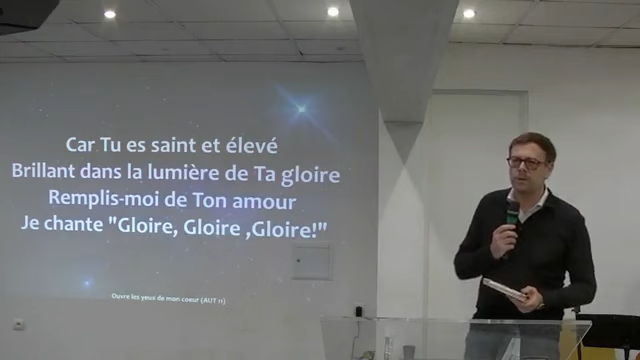 Car Tu es saint et élevé
Brillant dans la lumière de Ta gloire
Remplis-moi de Ton amour
Je chante "Gloire, Gloire ,Gloire!"
Ouvre les yeux de mon coeur (AUT 11)